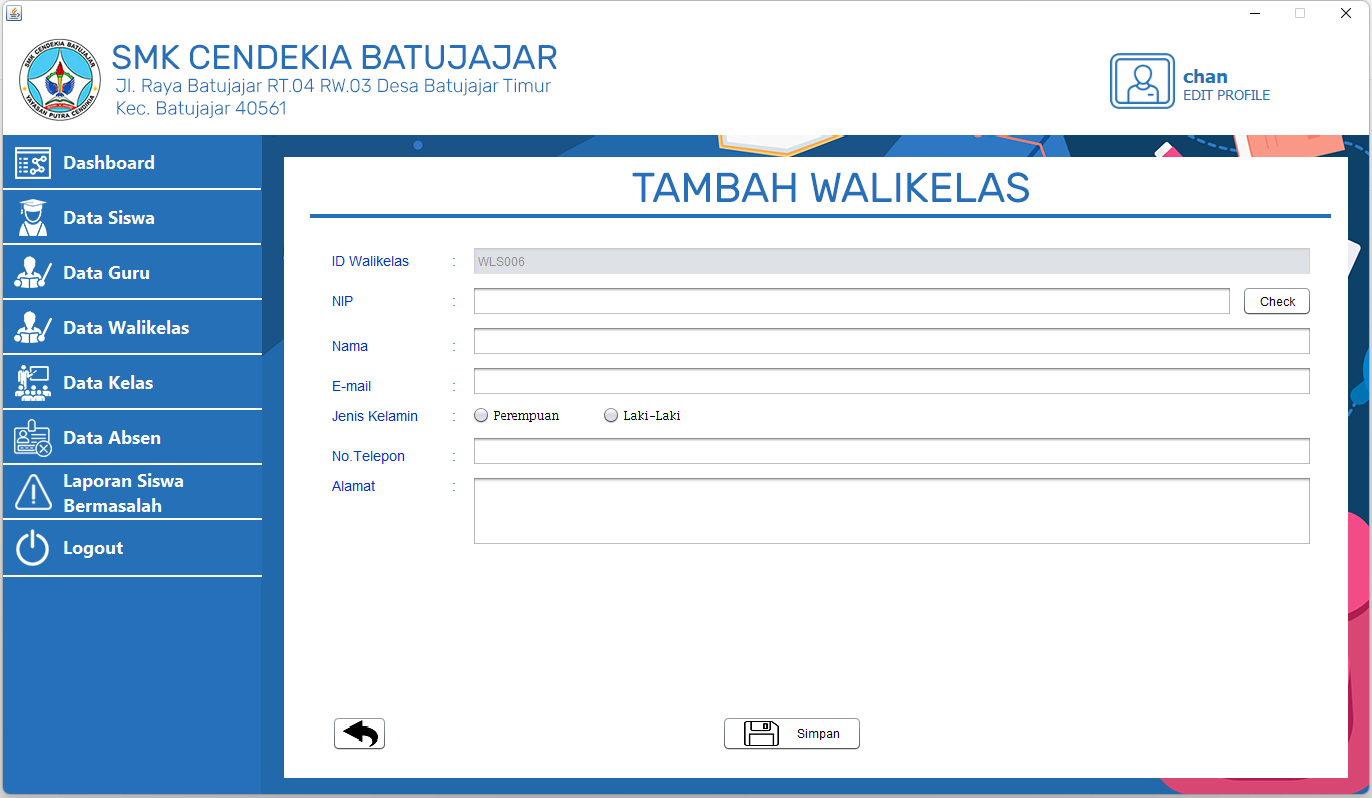 SMK CENDEKIA BATUJAJAR
YAYASAN PUTRA CENDIKIA
SMK CENDEKIA BATUJAJAR
Jl. Raya Batujajar RT.04 RW.03 Desa Batujajar Timur
Kec. Batujajar 40561
chan
EDIT PROFILE
Dashboard
Data Siswa
Data Guru
Data Walikelas
Data Kelas
Data Absen
Laporan Siswa
Bermasalah
Logout
TAMBAH WALIKELAS
ID Walikelas : WLS006
NIP : Check
Nama :
E-mail :
Jenis Kelamin : Perempuan Laki-Laki
No.Telepon :
Alamat :
Simpan